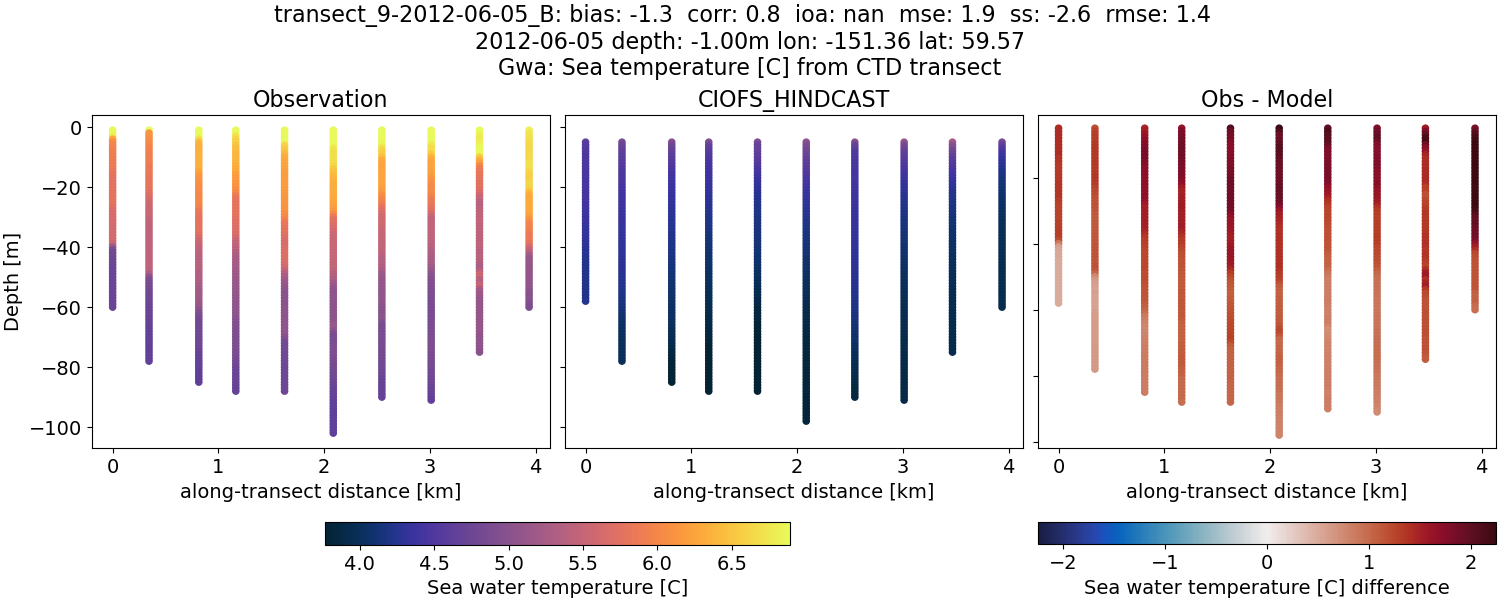 transect_9-2012-06-05_B: bias: -1.3  corr: 0.8  ioa: nan  mse: 1.9  ss: -2.6  rmse: 1.4
2012-06-05 depth: -1.00m lon: -151.36 lat: 59.57
Gwa: Sea temperature [C] from CTD transect
Observation CIOFS_HINDCAST Obs - Model
0
−20
−40
−60
−80
−100
Depth [m]
0 1 2 3 4 0 1 2 3 4 0 1 2 3 4
along-transect distance [km] along-transect distance [km] along-transect distance [km]
4.0 4.5 5.0 5.5 6.0 6.5 −2 −1 0 1 2
Sea water temperature [C] Sea water temperature [C] difference